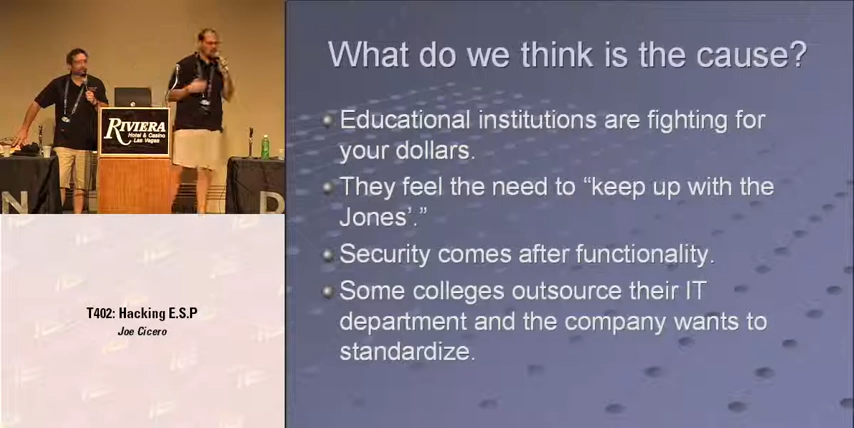 What do we think is the cause?
Educational institutions are fighting for
your dollars.
They feel the need to “keep up with the
Jones’.”
Security comes after functionality.
Some colleges outsource their IT
department and the company wants to
standardize.
RIVIERA
Hotel & Casino
Las Vegas
N
D
T402: Hacking E.S.P
Joe Cicero